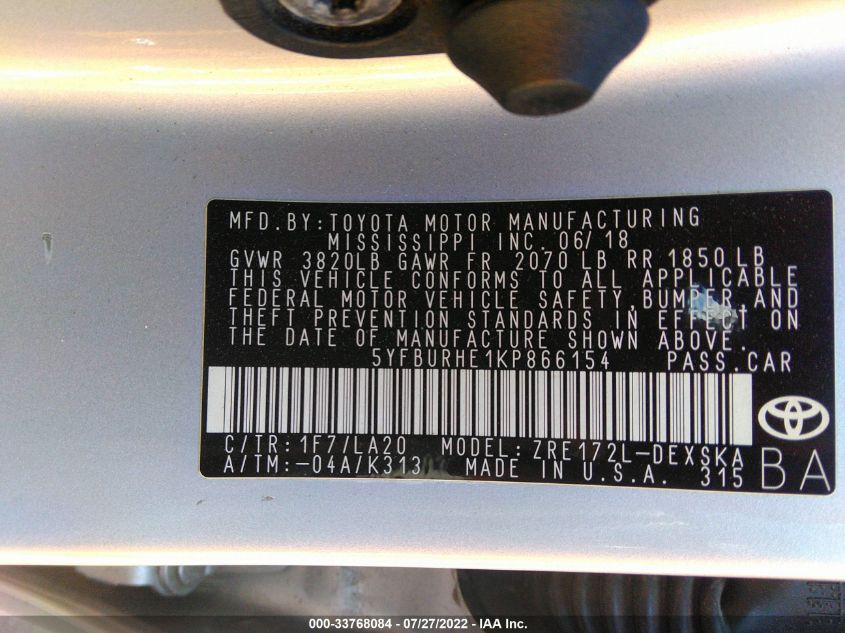 MFD.BY:TOYOTA MOTOR MANUFACTURING
MISSISSIPPI INC. 06/18
GVWR 3820LB GAWR FR 2070 LB RR 1850 LB
THIS VEHICLE CONFORMS TO ALL APPLICABLE
FEDERAL MOTOR VEHICLE SAFETY,BUMPER,AND
THEFT PREVENTION STANDARDS IN EFFECT ON
THE DATE OF MANUFACTURE SHOWN ABOVE.
5YFBURHE1KP866154 PASS.CAR
C/TR:1F7/LA20 MODEL:ZRE172L-DEXSKA
A/TM:-04A/K313 MADE IN U.S.A. 315 BA
000-33768084 - 07/27/2022 - IAA Inc.